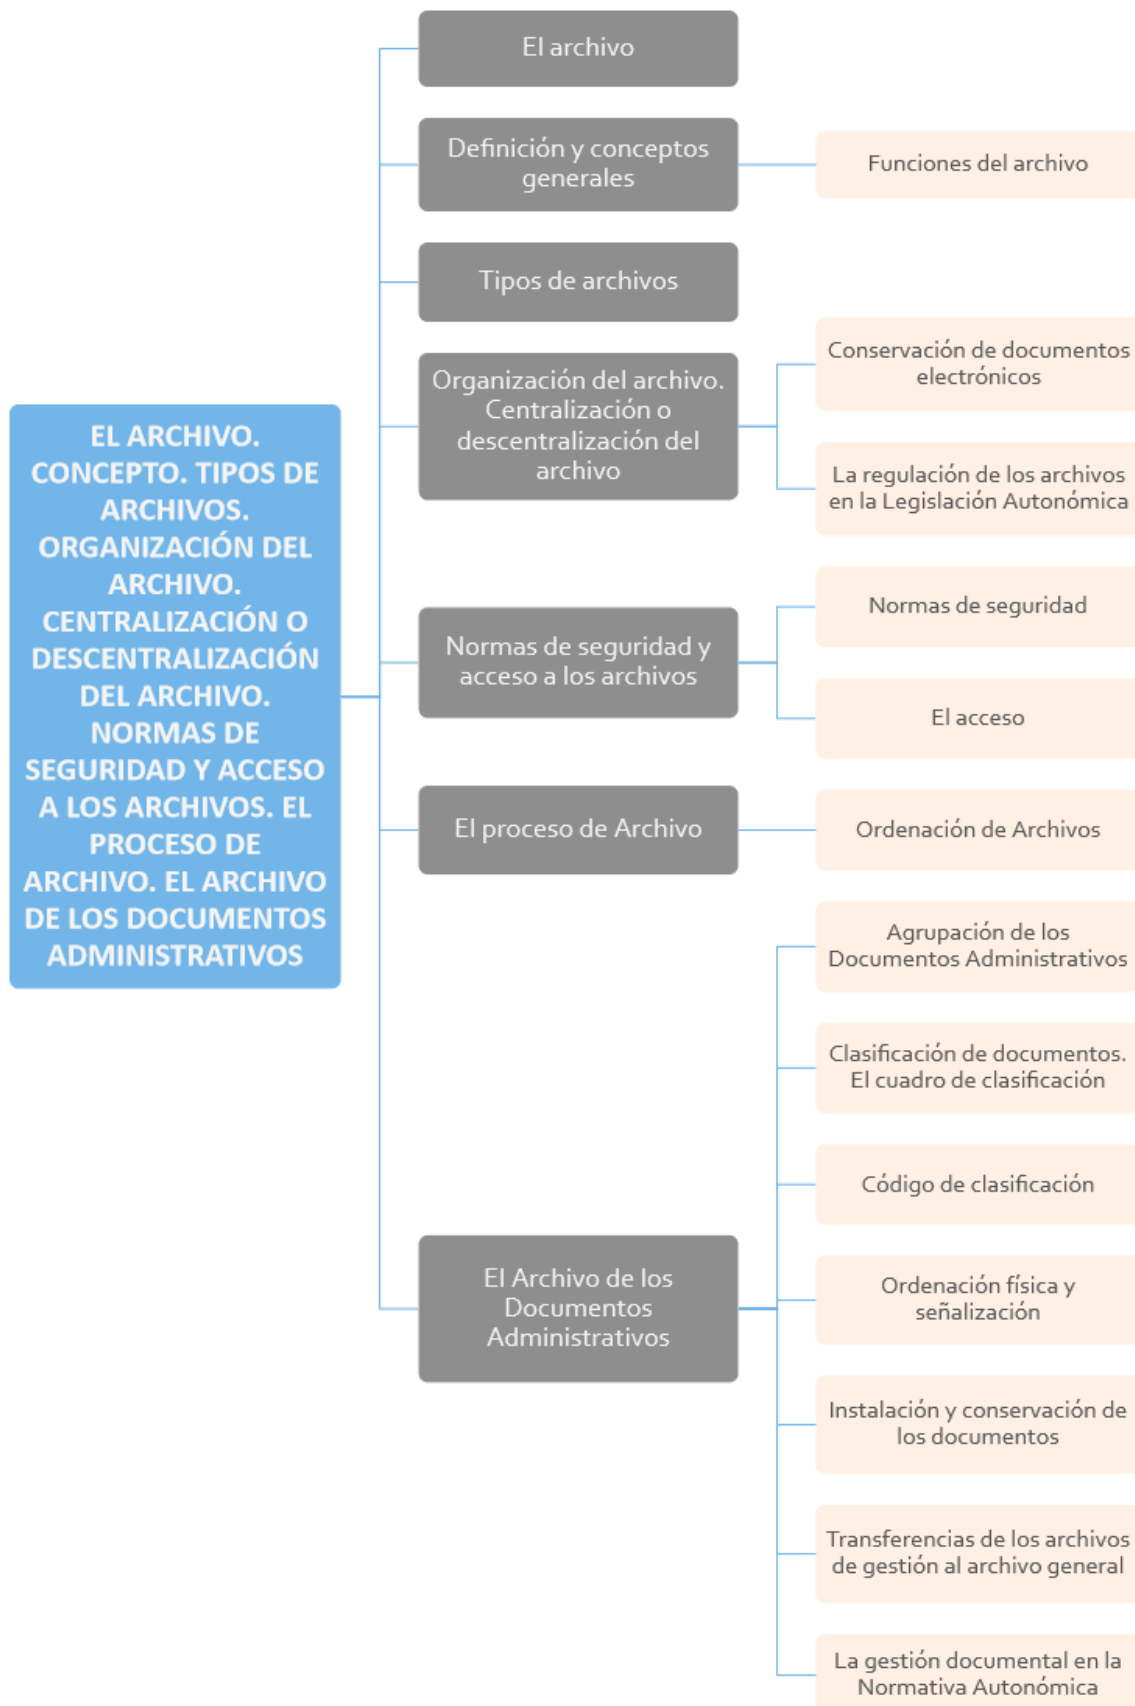 EL ARCHIVO.
CONCEPTO. TIPOS DE
ARCHIVOS.
ORGANIZACIÓN DEL
ARCHIVO.
CENTRALIZACIÓN O
DESCENTRALIZACIÓN
DEL ARCHIVO.
NORMAS DE
SEGURIDAD Y ACCESO
A LOS ARCHIVOS. EL
PROCESO DE
ARCHIVO. EL ARCHIVO
DE LOS DOCUMENTOS
ADMINISTRATIVOS
El archivo
Definición y conceptos
generales
Funciones del archivo
Tipos de archivos
Organización del archivo.
Centralización o
descentralización del
archivo
Conservación de documentos
electrónicos
La regulación de los archivos
en la Legislación Autonómica
Normas de seguridad y
acceso a los archivos
Normas de seguridad
El acceso
El proceso de Archivo
Ordenación de Archivos
El Archivo de los
Documentos
Administrativos
Agrupación de los
Documentos Administrativos
Clasificación de documentos.
El cuadro de clasificación
Código de clasificación
Ordenación física y
señalización
Instalación y conservación de
los documentos
Transferencias de los archivos
de gestión al archivo general
La gestión documental en la
Normativa Autonómica